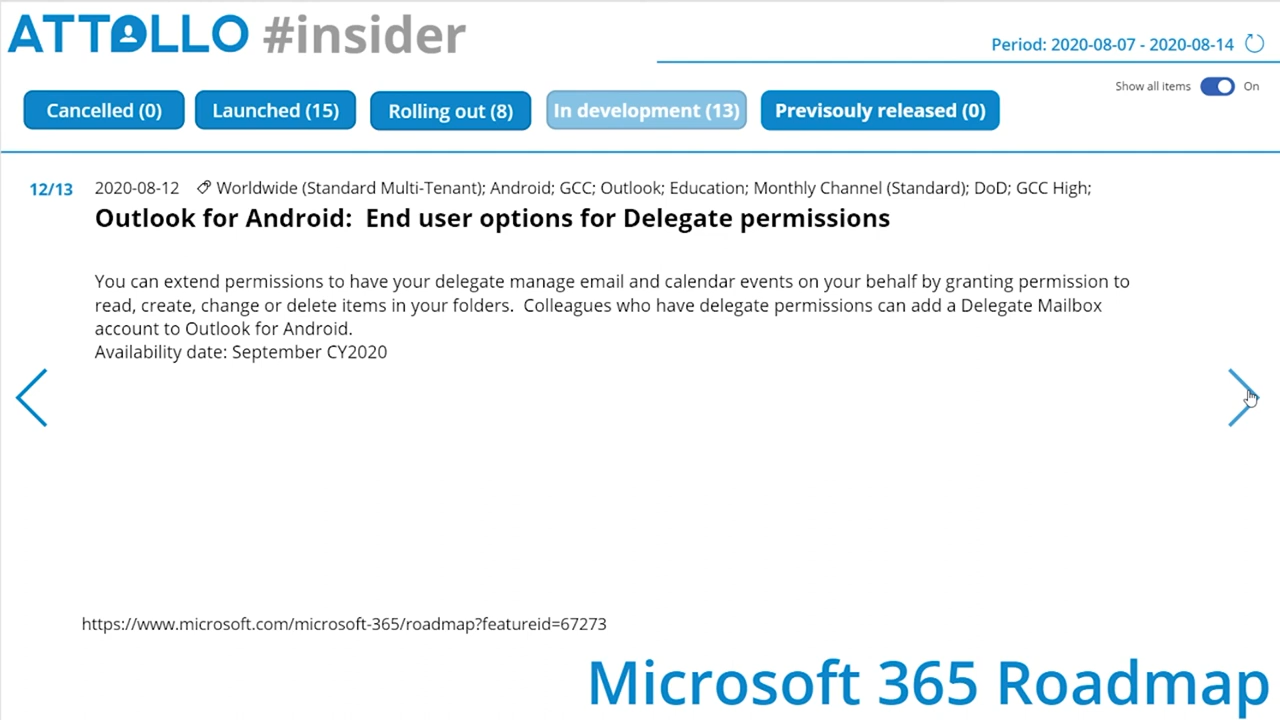 ATTOLLO #insider
Period: 2020-08-07 - 2020-08-14
Show all items On
Cancelled (0) Launched (15) Rolling out (8) In development (13) Previsouly released (0)
12/13 2020-08-12 Worldwide (Standard Multi-Tenant); Android; GCC; Outlook; Education; Monthly Channel (Standard); DoD; GCC High;
Outlook for Android:  End user options for Delegate permissions
You can extend permissions to have your delegate manage email and calendar events on your behalf by granting permission to
read, create, change or delete items in your folders.  Colleagues who have delegate permissions can add a Delegate Mailbox
account to Outlook for Android.
Availability date: September CY2020
https://www.microsoft.com/microsoft-365/roadmap?featureid=67273
Microsoft 365 Roadmap